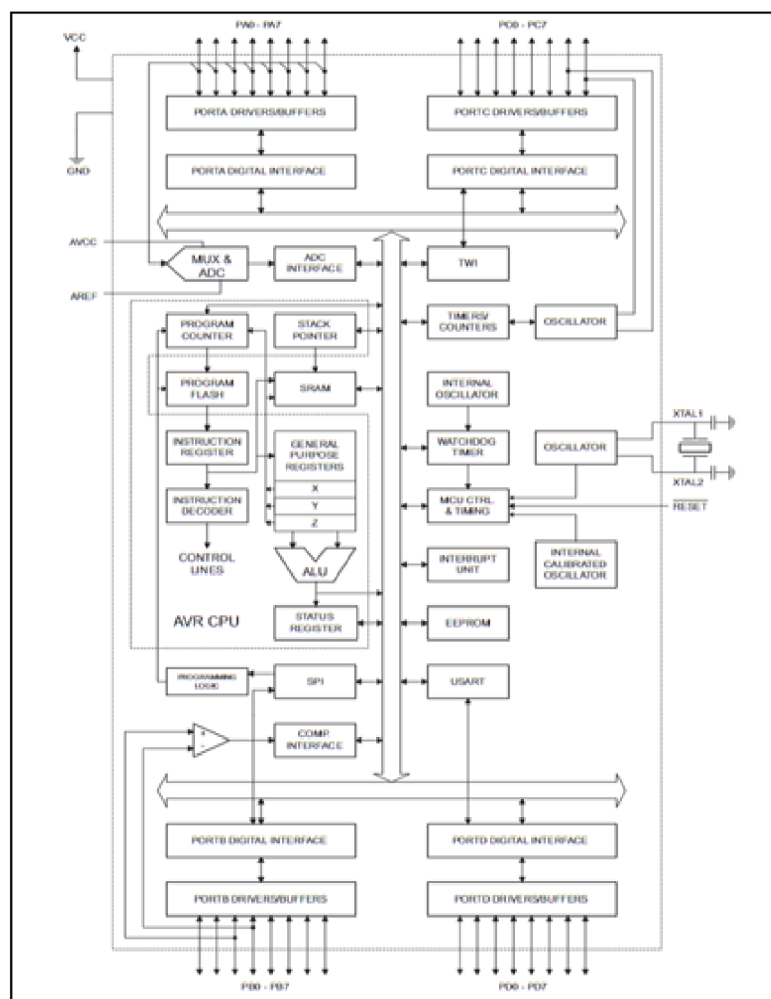 PA0 - PA7
PC0 - PC7
VCC
PORTA DRIVERS/BUFFERS
PORTC DRIVERS/BUFFERS
GND
PORTA DIGITAL INTERFACE
PORTC DIGITAL INTERFACE
AVCC
MUX &
ADC
ADC
INTERFACE
TWI
AREF
PROGRAM
COUNTER
STACK
POINTER
TIMERS/
COUNTERS
OSCILLATOR
PROGRAM
FLASH
SRAM
INTERNAL
OSCILLATOR
XTAL1
INSTRUCTION
REGISTER
GENERAL
PURPOSE
REGISTERS
WATCHDOG
TIMER
OSCILLATOR
XTAL2
X
INSTRUCTION
DECODER
Y
MCU CTRL
& TIMING
RESET
Z
CONTROL
LINES
ALU
INTERRUPT
UNIT
INTERNAL
CALIBRATED
OSCILLATOR
AVR CPU
STATUS
REGISTER
EEPROM
PROGRAMMING
LOGIC
SPI
USART
+
-
COMP.
INTERFACE
PORTB DIGITAL INTERFACE
PORTD DIGITAL INTERFACE
PORTB DRIVERS/BUFFERS
PORTD DRIVERS/BUFFERS
PB0 - PB7
PD0 - PD7